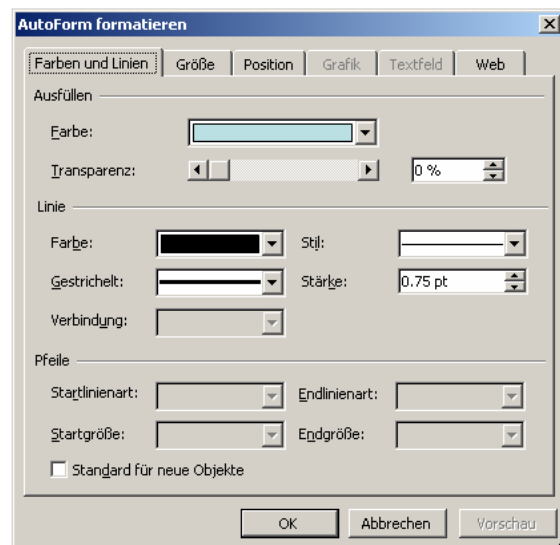 AutoForm formatieren
Farben und Linien Größe Position Grafik Textfeld Web
Ausfüllen
Farbe:
Transparenz: 0 %
Linie
Farbe: Stil:
Gestrichelt: Stärke: 0.75 pt
Verbindung:
Pfeile
Startlinienart: Endlinienart:
Startgröße: Endgröße:
Standard für neue Objekte
OK Abbrechen Vorschau